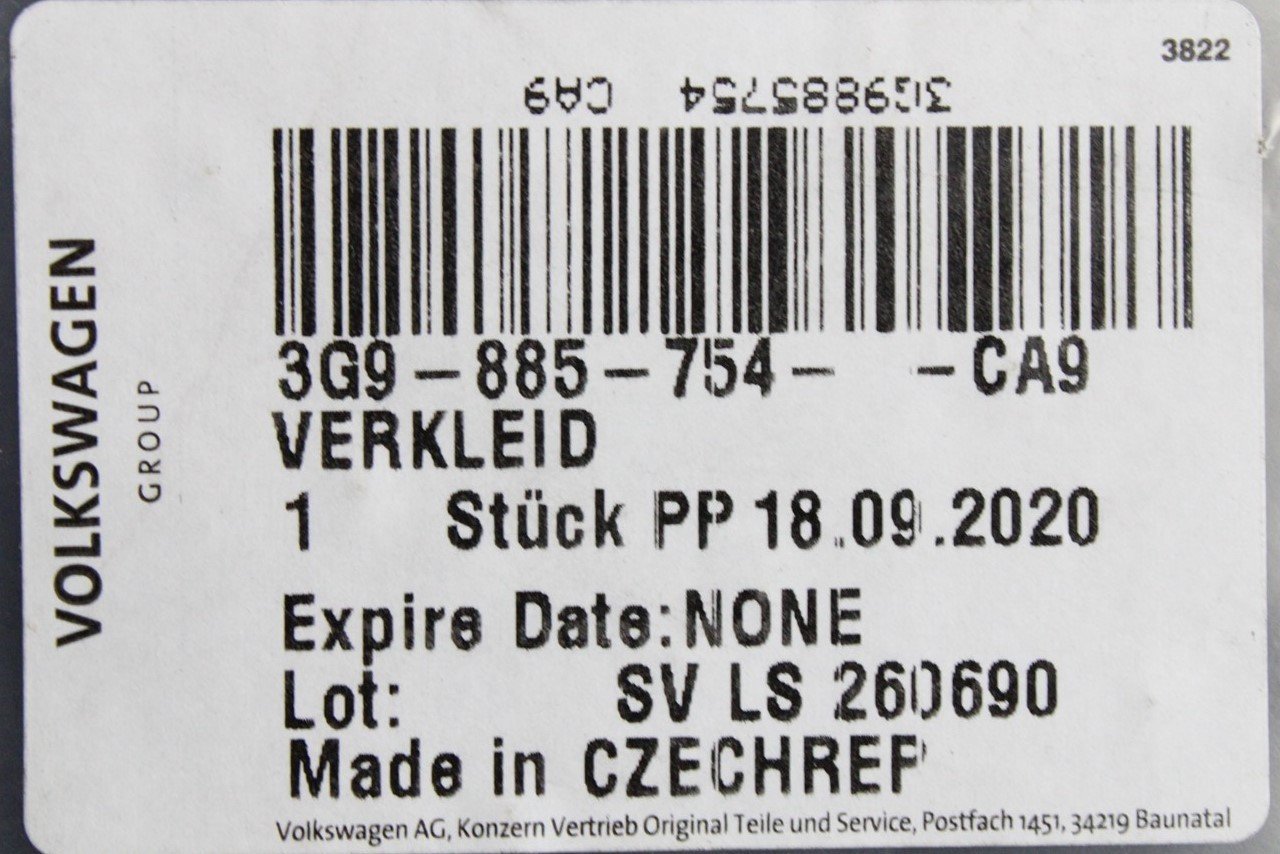 3822
3G9885754 CA9
3G9-885-754- -CA9
VERKLEID
1 Stück PP 18.09.2020
Expire Date:NONE
Lot: SV LS 260690
Made in CZECHREP
Volkswagen AG, Konzern Vertrieb Original Teile und Service, Postfach 1451, 34219 Baunatal
VOLKSWAGEN
GROUP